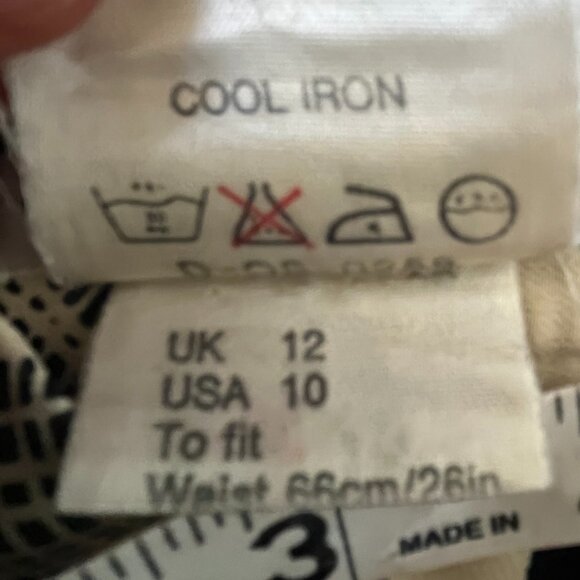 COOL IRON
UK 12
USA 10
To fit
Waist 66cm/26in
3
MADE IN